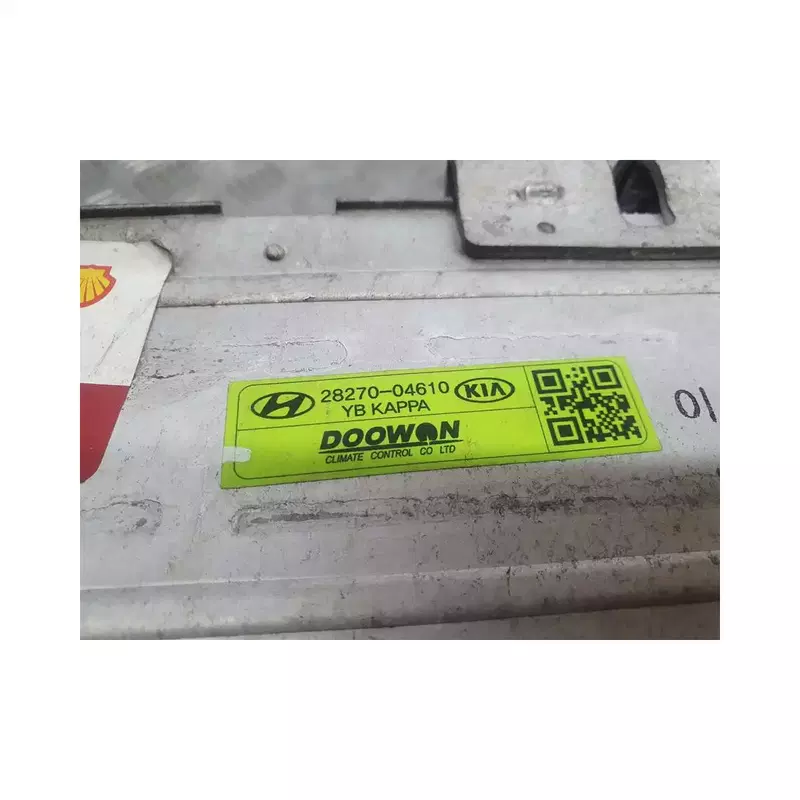 28270-04610 KIA
YB KAPPA
DOOWON
CLIMATE CONTROL CO LTD